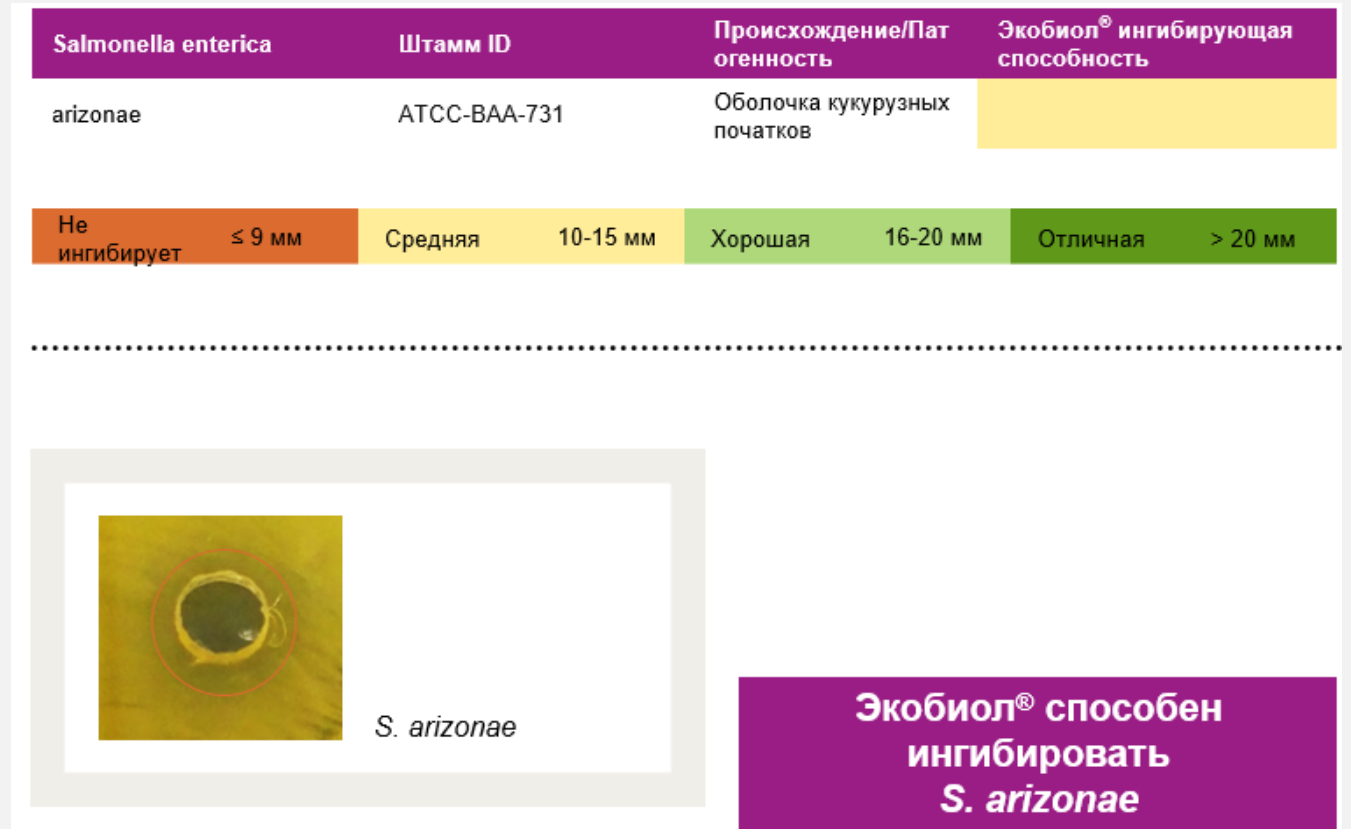 Salmonella enterica
Штамм ID
Происхождение/Пат
огенность
Экобиол® ингибирующая
способность
arizonae
ATCC-BAA-731
Оболочка кукурузных
початков
Не
ингибирует
≤ 9 мм
Средняя
10-15 мм
Хорошая
16-20 мм
Отличная
> 20 мм
S. arizonae
Экобиол® способен
ингибировать
S. arizonae